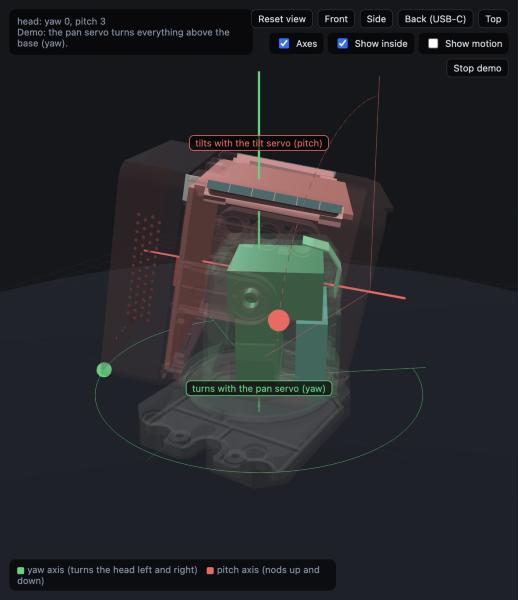 head: yaw 0, pitch 3
Demo: the pan servo turns everything above the
base (yaw).
Reset view
Front
Side
Back (USB-C)
Top
Axes
Show inside
Show motion
Stop demo
tilts with the tilt servo (pitch)
turns with the pan servo (yaw)
yaw axis (turns the head left and right) pitch axis (nods up and
down)